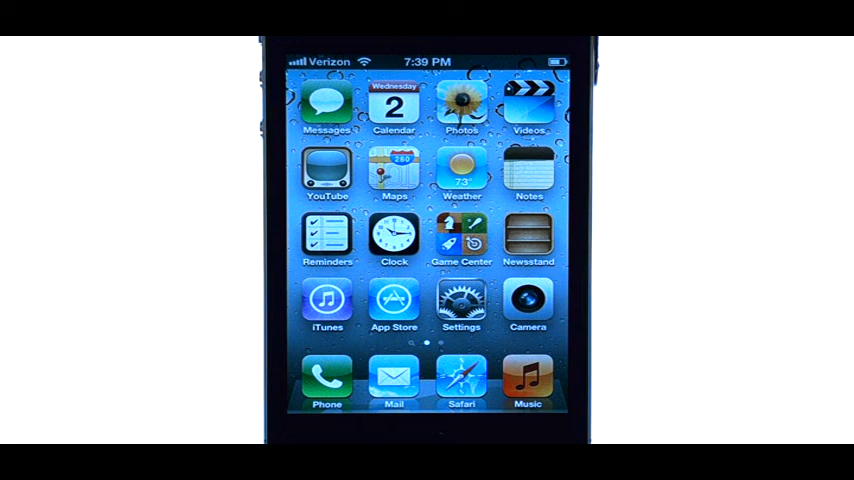 Verizon 7:39 PM
Wednesday
2
280
73°
Messages Calendar Photos Videos
YouTube Maps Weather Notes
Reminders Clock Game Center Newsstand
iTunes App Store Settings Camera
Phone Mail Safari Music